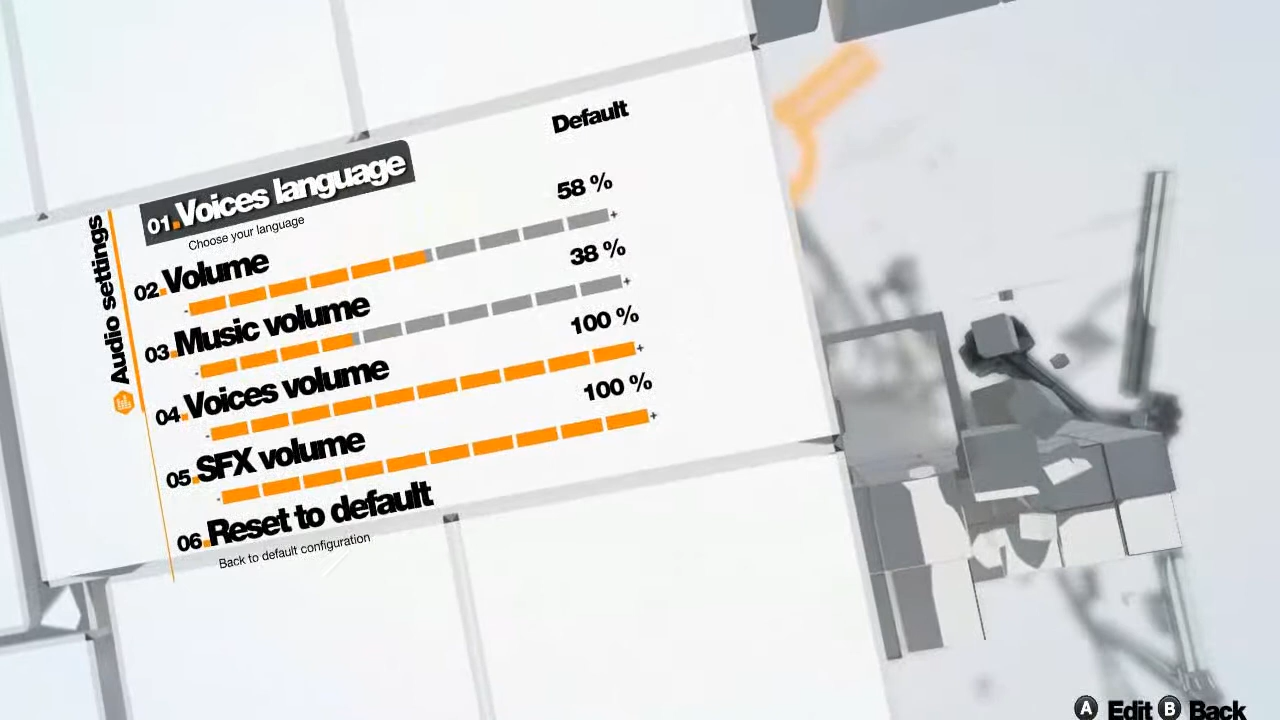 Audio settings
01.Voices language
Default
Choose your language
02.Volume
58 %
- +
03.Music volume
38 %
- +
04.Voices volume
100 %
- +
05.SFX volume
100 %
- +
06.Reset to default
Back to default configuration
A Edit B Back